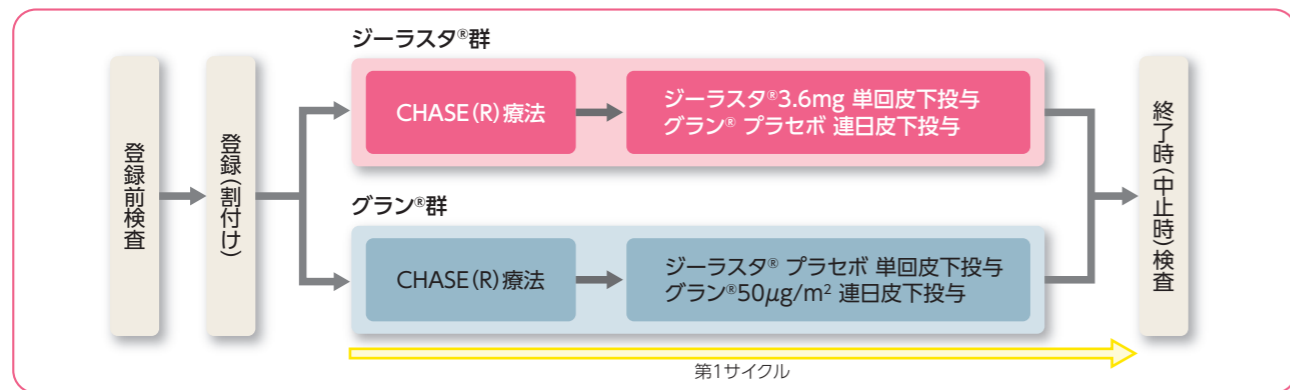 登録前検査
登録(割付け)
ジーラスタ®群
CHASE(R)療法
ジーラスタ®3.6mg 単回皮下投与
グラン® プラセボ 連日皮下投与
グラン®群
CHASE(R)療法
ジーラスタ® プラセボ 単回皮下投与
グラン®50μg/m² 連日皮下投与
終了時(中止時)検査
第1サイクル